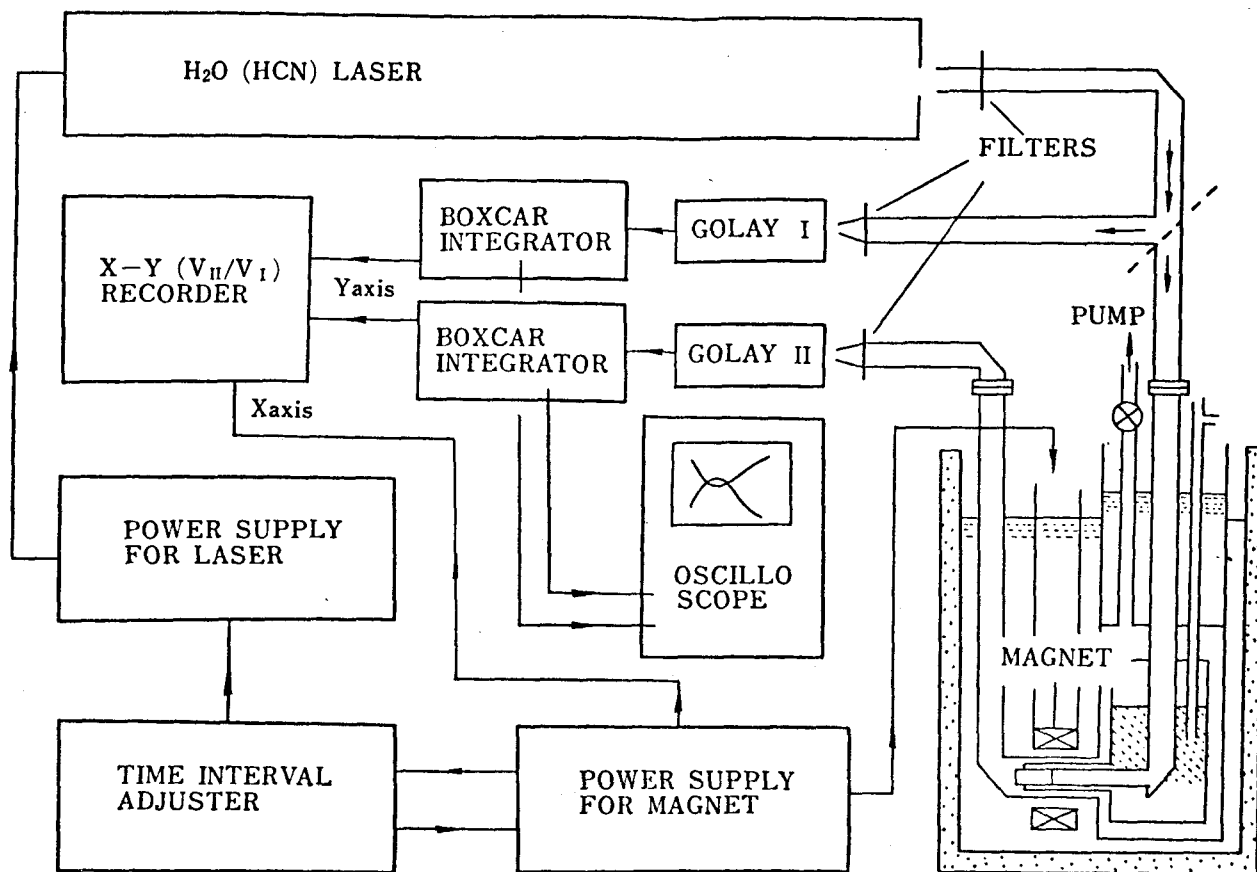 H₂O (HCN) LASER
FILTERS
BOXCAR
INTEGRATOR
GOLAY I
X-Y (V_II/V_I)
RECORDER
Yaxis
BOXCAR
INTEGRATOR
GOLAY II
PUMP
Xaxis
POWER SUPPLY
FOR LASER
OSCILLO
SCOPE
MAGNET
TIME INTERVAL
ADJUSTER
POWER SUPPLY
FOR MAGNET